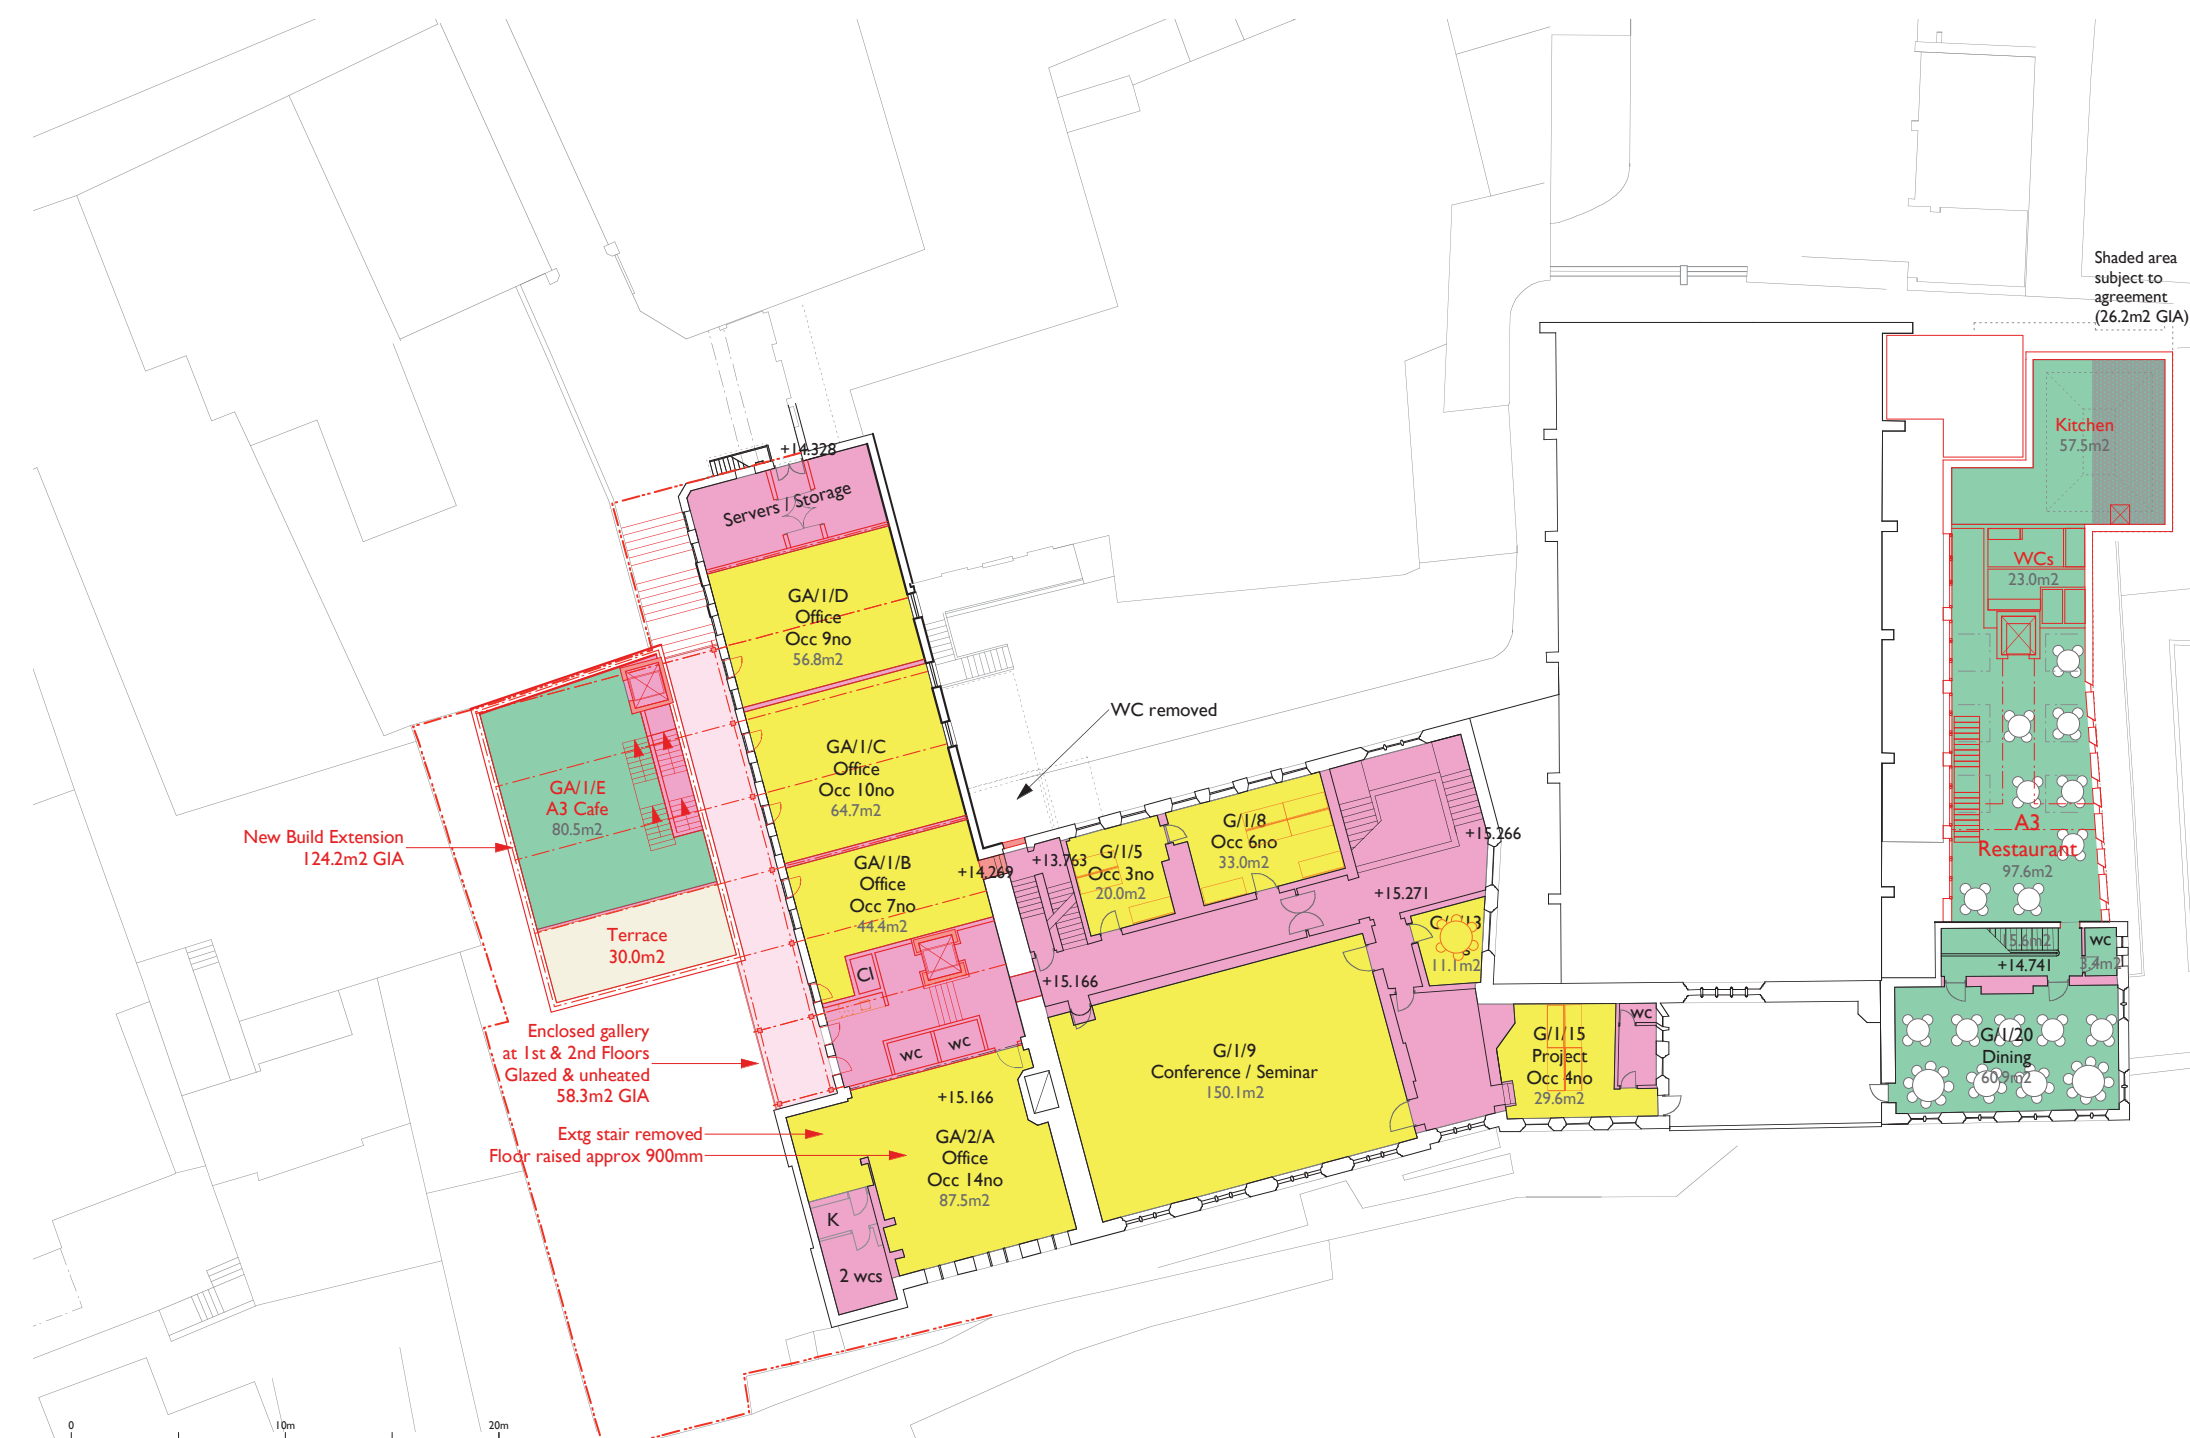 Shaded area
subject to
agreement
(26.2m2 GIA)
Kitchen
57.5m2
+14.328
Servers / Storage
WCs
23.0m2
GA/1/D
Office
Occ 9no
56.8m2
WC removed
GA/1/C
Office
Occ 10no
64.7m2
GA/1/E
A3 Cafe
80.5m2
New Build Extension
124.2m2 GIA
A3
Restaurant
97.6m2
+15.266
G/1/8
Occ 6no
33.0m2
G/1/5
Occ 3no
20.0m2
+13.763
+14.269
GA/1/B
Office
Occ 7no
44.4m2
+15.271
11.1m2
Terrace
30.0m2
15.6m2
WC
3.4m2
+14.741
Cl
+15.166
WC
WC
WC
Enclosed gallery
at 1st & 2nd Floors
Glazed & unheated
58.3m2 GIA
G/1/9
Conference / Seminar
150.1m2
G/1/15
Project
Occ 4no
29.6m2
G/1/20
Dining
60.9m2
+15.166
Extg stair removed
Floor raised approx 900mm
GA/2/A
Office
Occ 14no
87.5m2
K
2 wcs
0
10m
20m